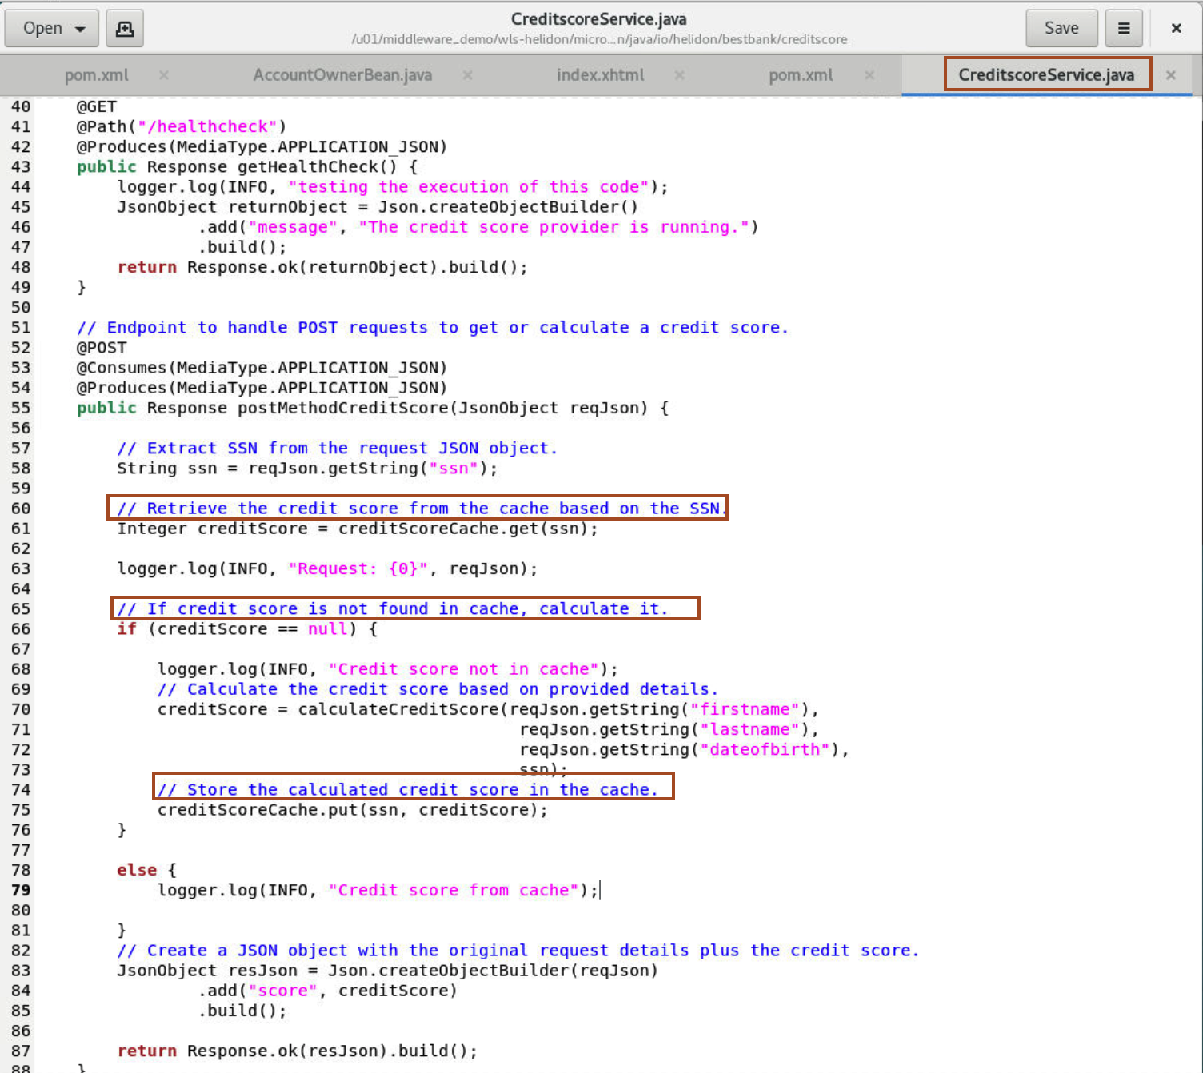 Open
CreditscoreService.java
/u01/middleware_demo/wls-helidon/micro...n/java/io/helidon/bestbank/creditscore
Save
pom.xml
AccountOwnerBean.java
index.xhtml
pom.xml
CreditscoreService.java
40 @GET
41 @Path("/healthcheck")
42 @Produces(MediaType.APPLICATION_JSON)
43 public Response getHealthCheck() {
44 logger.log(INFO, "testing the execution of this code");
45 JsonObject returnObject = Json.createObjectBuilder()
46 .add("message", "The credit score provider is running.")
47 .build();
48 return Response.ok(returnObject).build();
49 }
50
51 // Endpoint to handle POST requests to get or calculate a credit score.
52 @POST
53 @Consumes(MediaType.APPLICATION_JSON)
54 @Produces(MediaType.APPLICATION_JSON)
55 public Response postMethodCreditScore(JsonObject reqJson) {
56
57 // Extract SSN from the request JSON object.
58 String ssn = reqJson.getString("ssn");
59
60 // Retrieve the credit score from the cache based on the SSN.
61 Integer creditScore = creditScoreCache.get(ssn);
62
63 logger.log(INFO, "Request: {0}", reqJson);
64
65 // If credit score is not found in cache, calculate it.
66 if (creditScore == null) {
67
68 logger.log(INFO, "Credit score not in cache");
69 // Calculate the credit score based on provided details.
70 creditScore = calculateCreditScore(reqJson.getString("firstname"),
71 reqJson.getString("lastname"),
72 reqJson.getString("dateofbirth"),
73 ssn);
74 // Store the calculated credit score in the cache.
75 creditScoreCache.put(ssn, creditScore);
76 }
77
78 else {
79 logger.log(INFO, "Credit score from cache");
80
81 }
82 // Create a JSON object with the original request details plus the credit score.
83 JsonObject resJson = Json.createObjectBuilder(reqJson)
84 .add("score", creditScore)
85 .build();
86
87 return Response.ok(resJson).build();
88 }